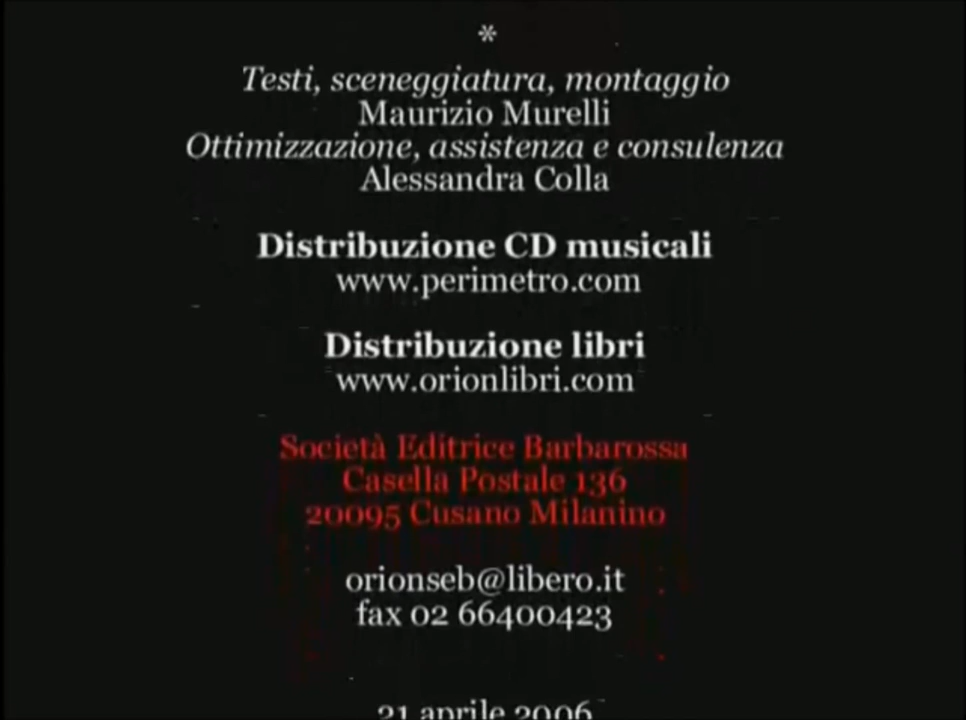 *
Testi, sceneggiatura, montaggio
Maurizio Murelli
Ottimizzazione, assistenza e consulenza
Alessandra Colla
Distribuzione CD musicali
www.perimetro.com
Distribuzione libri
www.orionlibri.com
Società Editrice Barbarossa
Casella Postale 136
20095 Cusano Milanino
orionseb@libero.it
fax 02 66400423
21 aprile 2006